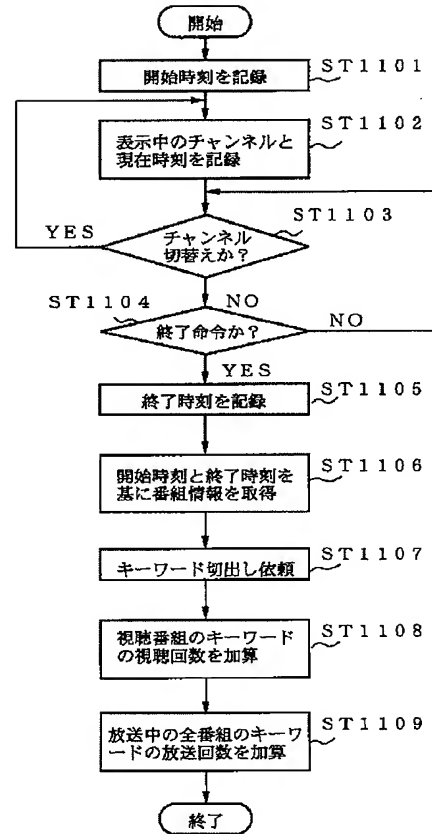 開始
ST1101
開始時刻を記録
ST1102
表示中のチャンネルと
現在時刻を記録
ST1103
YES
チャンネル
切替えか？
ST1104
NO
終了命令か？
NO
YES
ST1105
終了時刻を記録
ST1106
開始時刻と終了時刻を
基に番組情報を取得
ST1107
キーワード切出し依頼
ST1108
視聴番組のキーワード
の視聴回数を加算
ST1109
放送中の全番組のキーワ
ードの放送回数を加算
終了